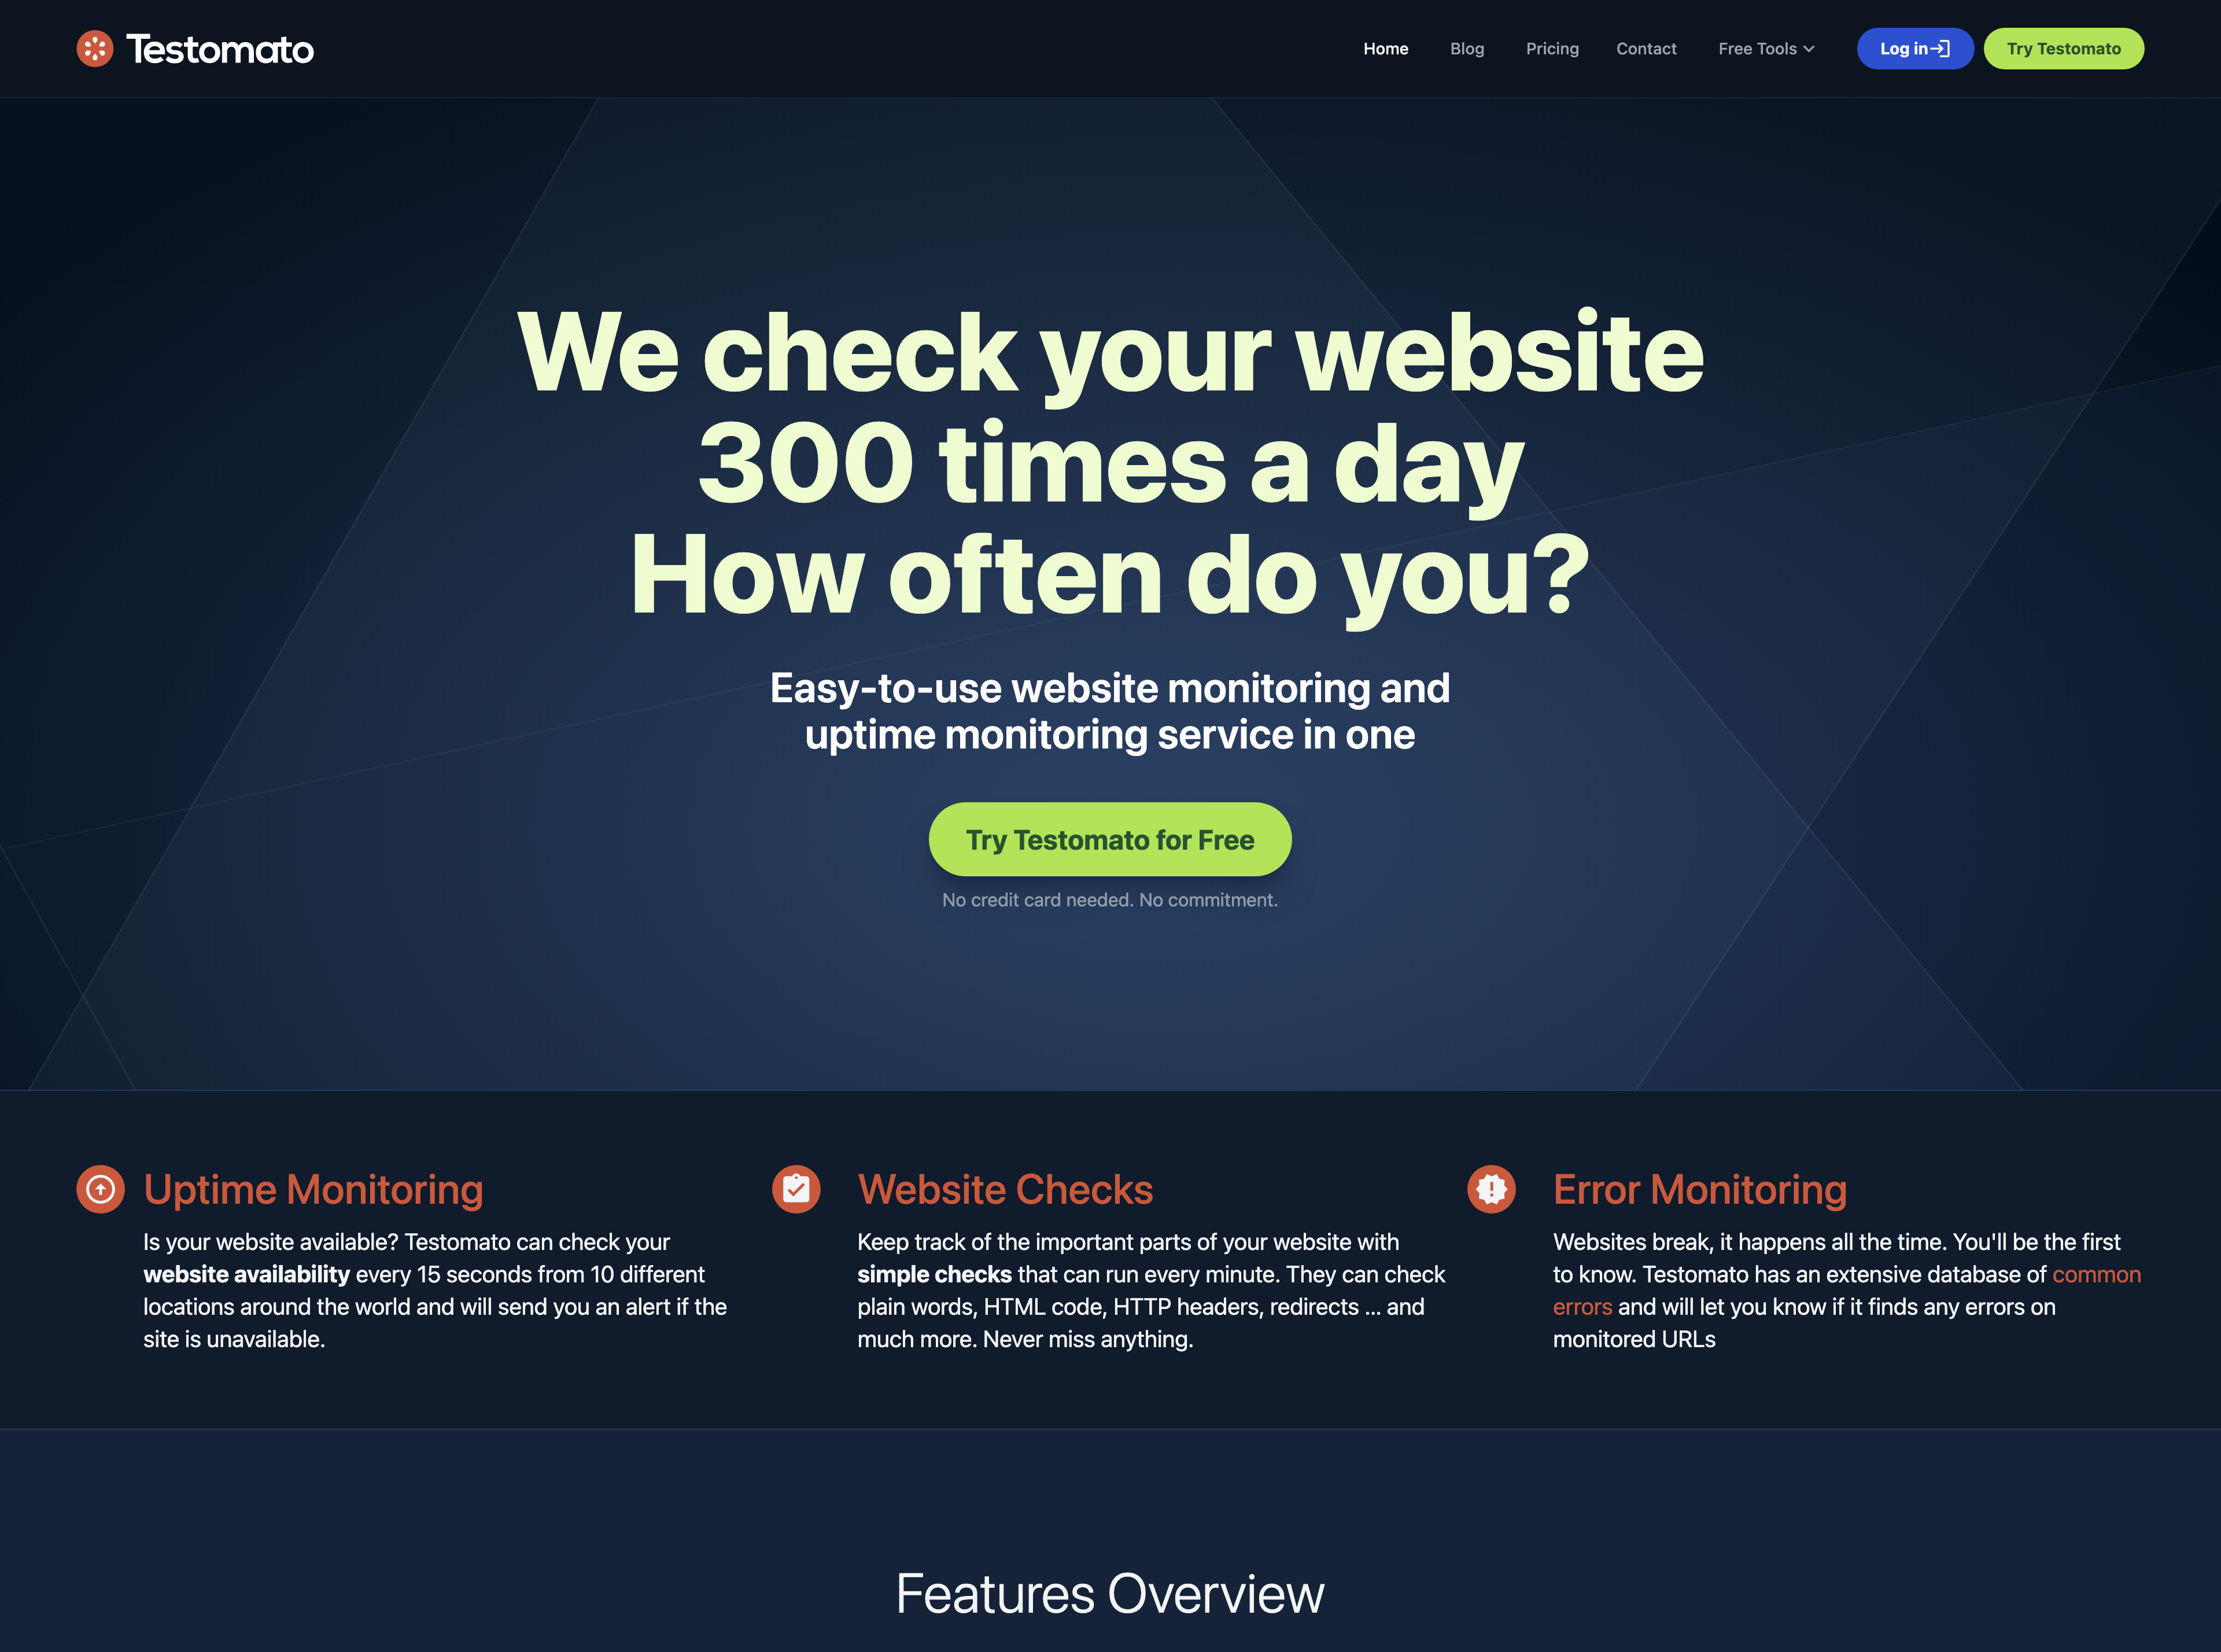 Testomato
Home Blog Pricing Contact Free Tools Log in Try Testomato
We check your website
300 times a day
How often do you?
Easy-to-use website monitoring and
uptime monitoring service in one
Try Testomato for Free
No credit card needed. No commitment.
Uptime Monitoring
Is your website available? Testomato can check your
website availability every 15 seconds from 10 different
locations around the world and will send you an alert if the
site is unavailable.
Website Checks
Keep track of the important parts of your website with
simple checks that can run every minute. They can check
plain words, HTML code, HTTP headers, redirects ... and
much more. Never miss anything.
Error Monitoring
Websites break, it happens all the time. You'll be the first
to know. Testomato has an extensive database of common
errors and will let you know if it finds any errors on
monitored URLs
Features Overview